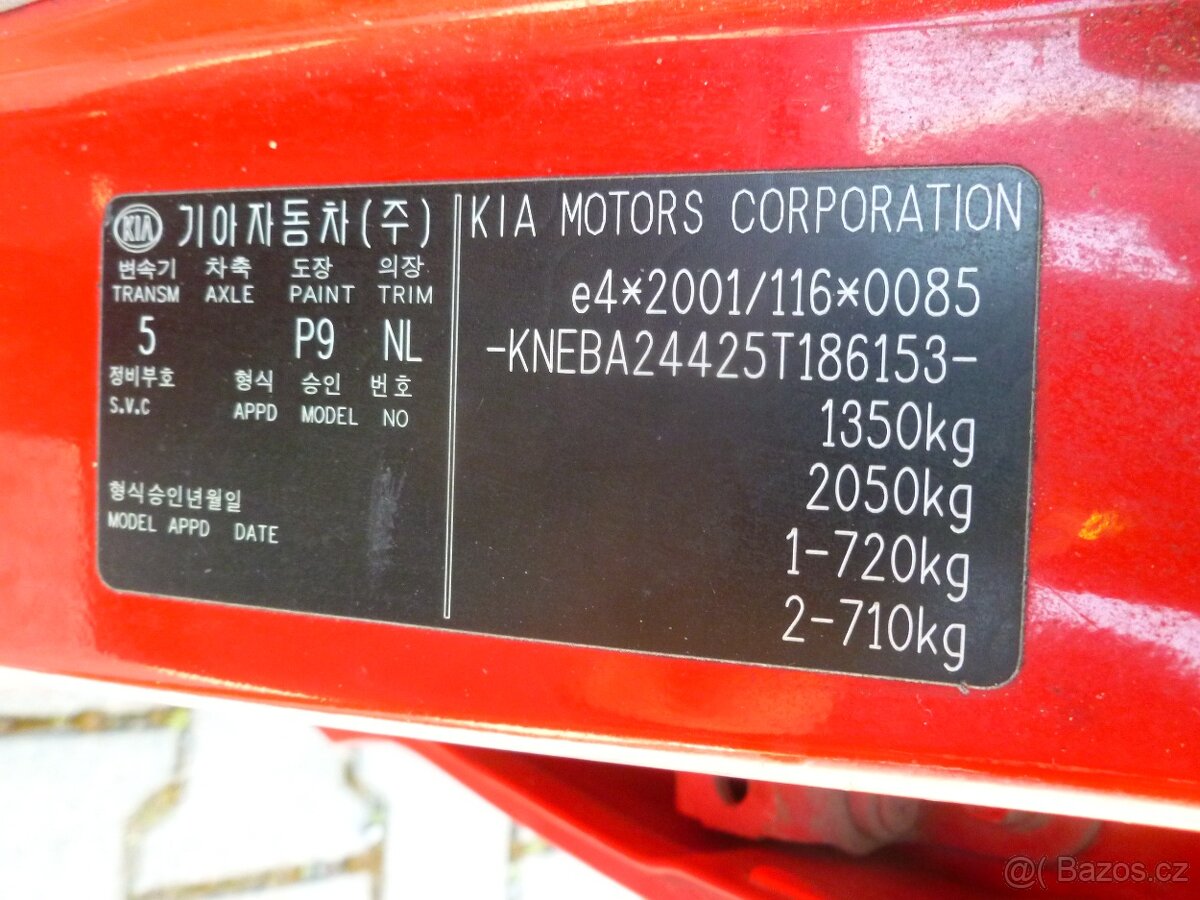 KIA 기아자동차(주)
변속기 차축 도장 의장
TRANSM AXLE PAINT TRIM
5 P9 NL
정비부호 형식 승인 번호
S.V.C APPD MODEL NO
형식승인년월일
MODEL APPD DATE
KIA MOTORS CORPORATION
e4*2001/116*0085
-KNEBA24425T186153-
1350kg
2050kg
1-720kg
2-710kg
@( Bazos.cz